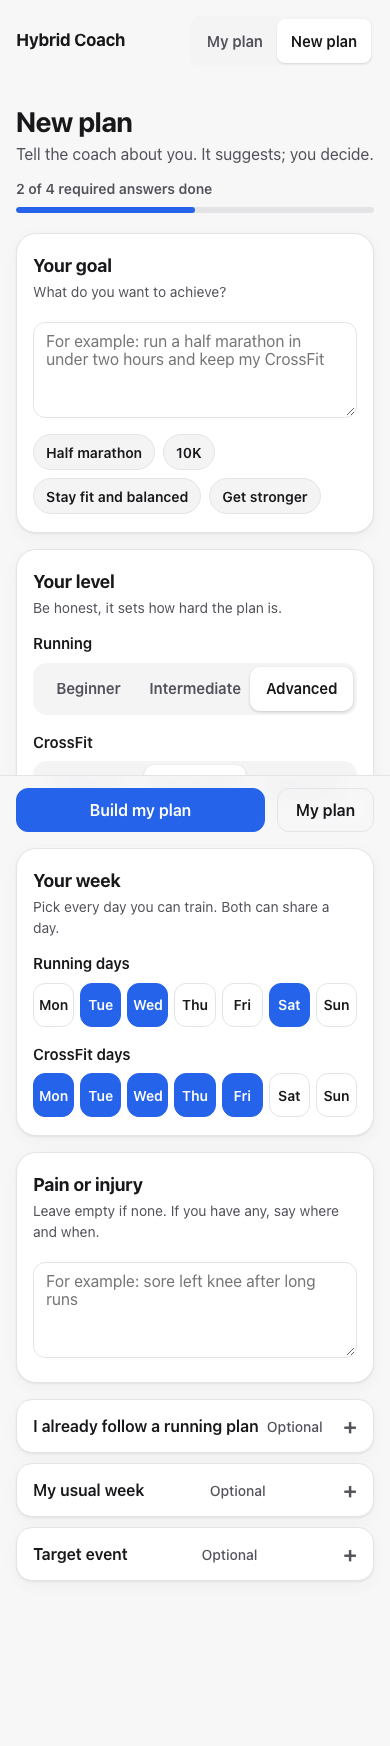 Hybrid Coach
My plan
New plan
New plan
Tell the coach about you. It suggests; you decide.
2 of 4 required answers done
Your goal
What do you want to achieve?
For example: run a half marathon in
under two hours and keep my CrossFit
Half marathon
10K
Stay fit and balanced
Get stronger
Your level
Be honest, it sets how hard the plan is.
Running
Beginner
Intermediate
Advanced
CrossFit
Build my plan
My plan
Your week
Pick every day you can train. Both can share a
day.
Running days
Mon Tue Wed Thu Fri Sat Sun
CrossFit days
Mon Tue Wed Thu Fri Sat Sun
Pain or injury
Leave empty if none. If you have any, say where
and when.
For example: sore left knee after long
runs
I already follow a running plan Optional +
My usual week Optional +
Target event Optional +